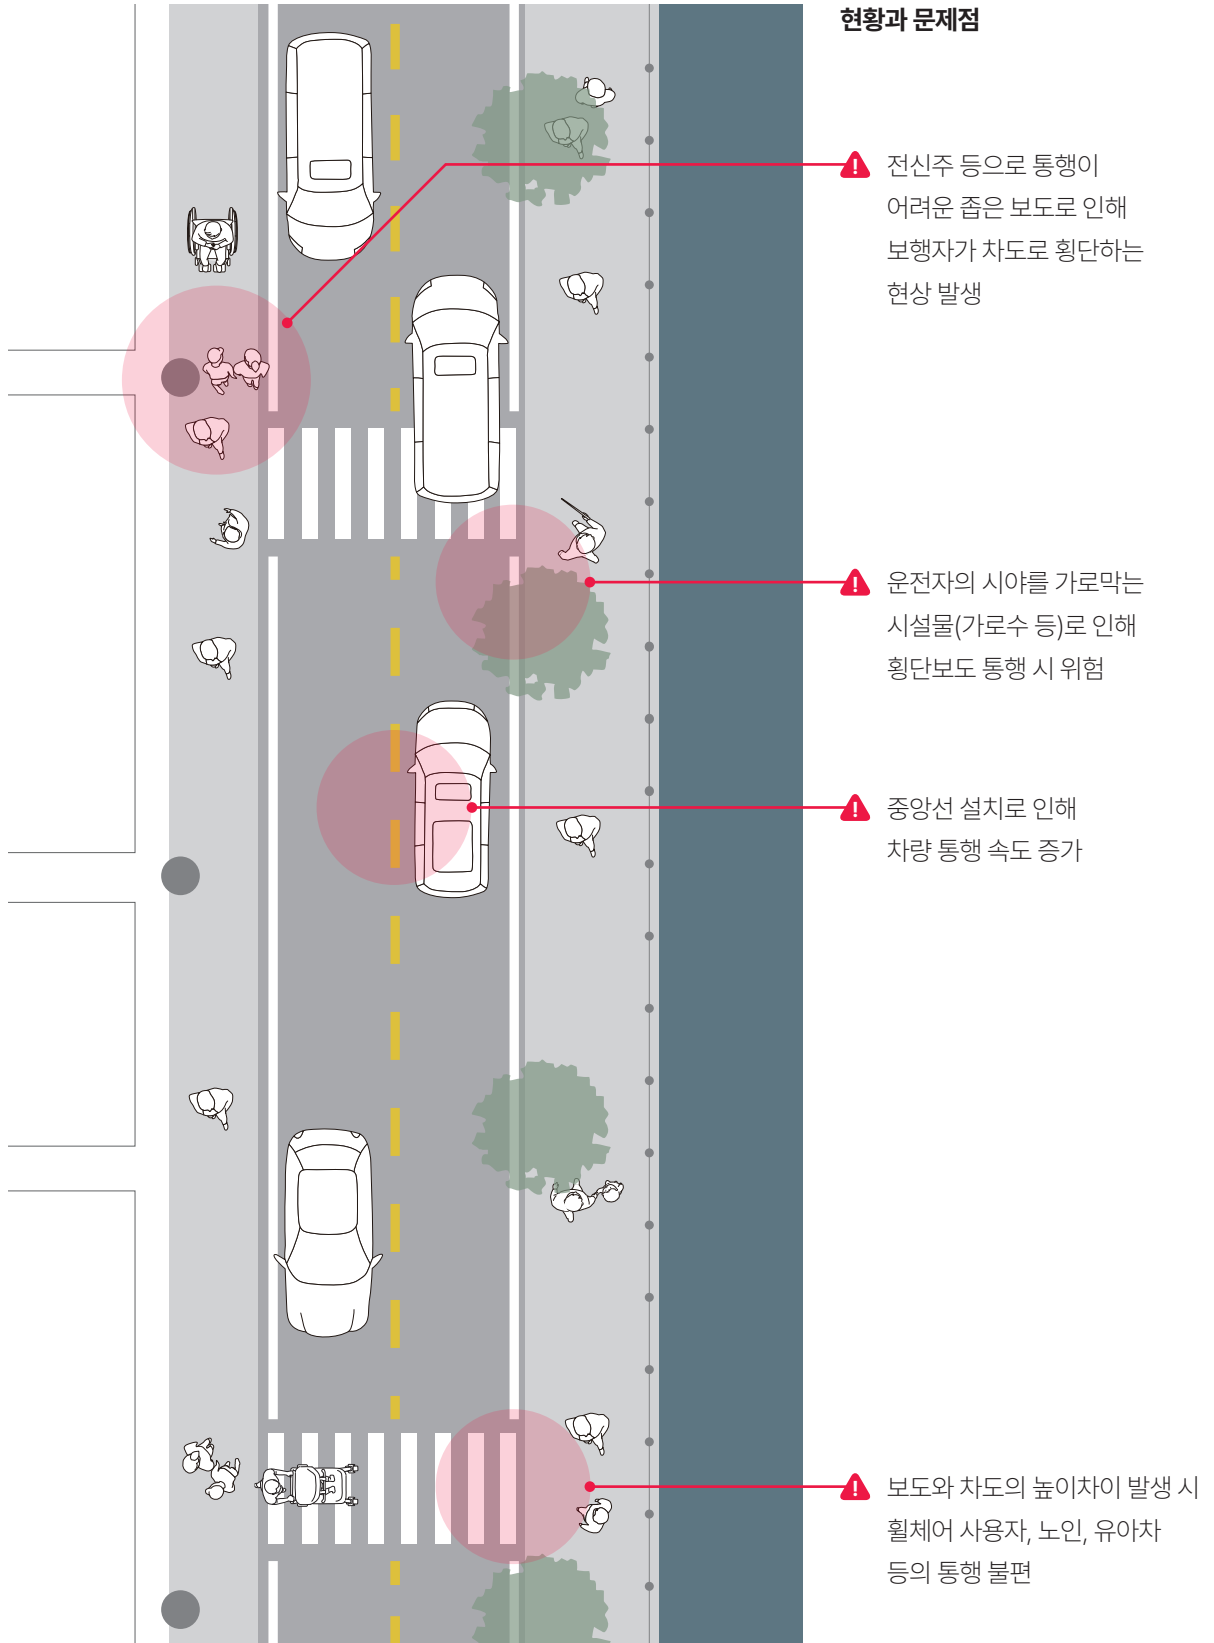 현황과 문제점
전신주 등으로 통행이
어려운 좁은 보도로 인해
보행자가 차도로 횡단하는
현상 발생
운전자의 시야를 가로막는
시설물(가로수 등)로 인해
횡단보도 통행 시 위험
중앙선 설치로 인해
차량 통행 속도 증가
보도와 차도의 높이차이 발생 시
휠체어 사용자, 노인, 유아차
등의 통행 불편